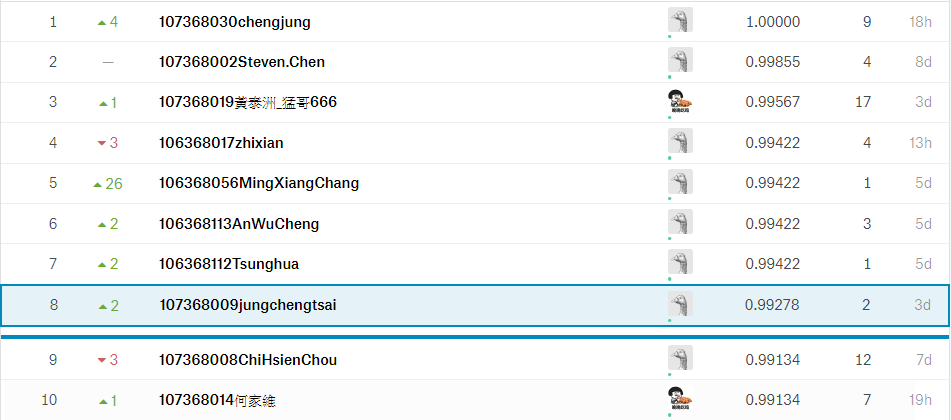 1 4 107368030chengjung 1.00000 9 18h
2 — 107368002Steven.Chen 0.99855 4 8d
3 1 107368019黃泰洲_猛哥666 0.99567 17 3d
4 3 106368017zhixian 0.99422 4 13h
5 26 106368056MingXiangChang 0.99422 1 5d
6 2 106368113AnWuCheng 0.99422 3 5d
7 2 106368112Tsunghua 0.99422 1 5d
8 2 107368009jungchengtsai 0.99278 2 3d
9 3 107368008ChiHsienChou 0.99134 12 7d
10 1 107368014何家維 0.99134 7 19h